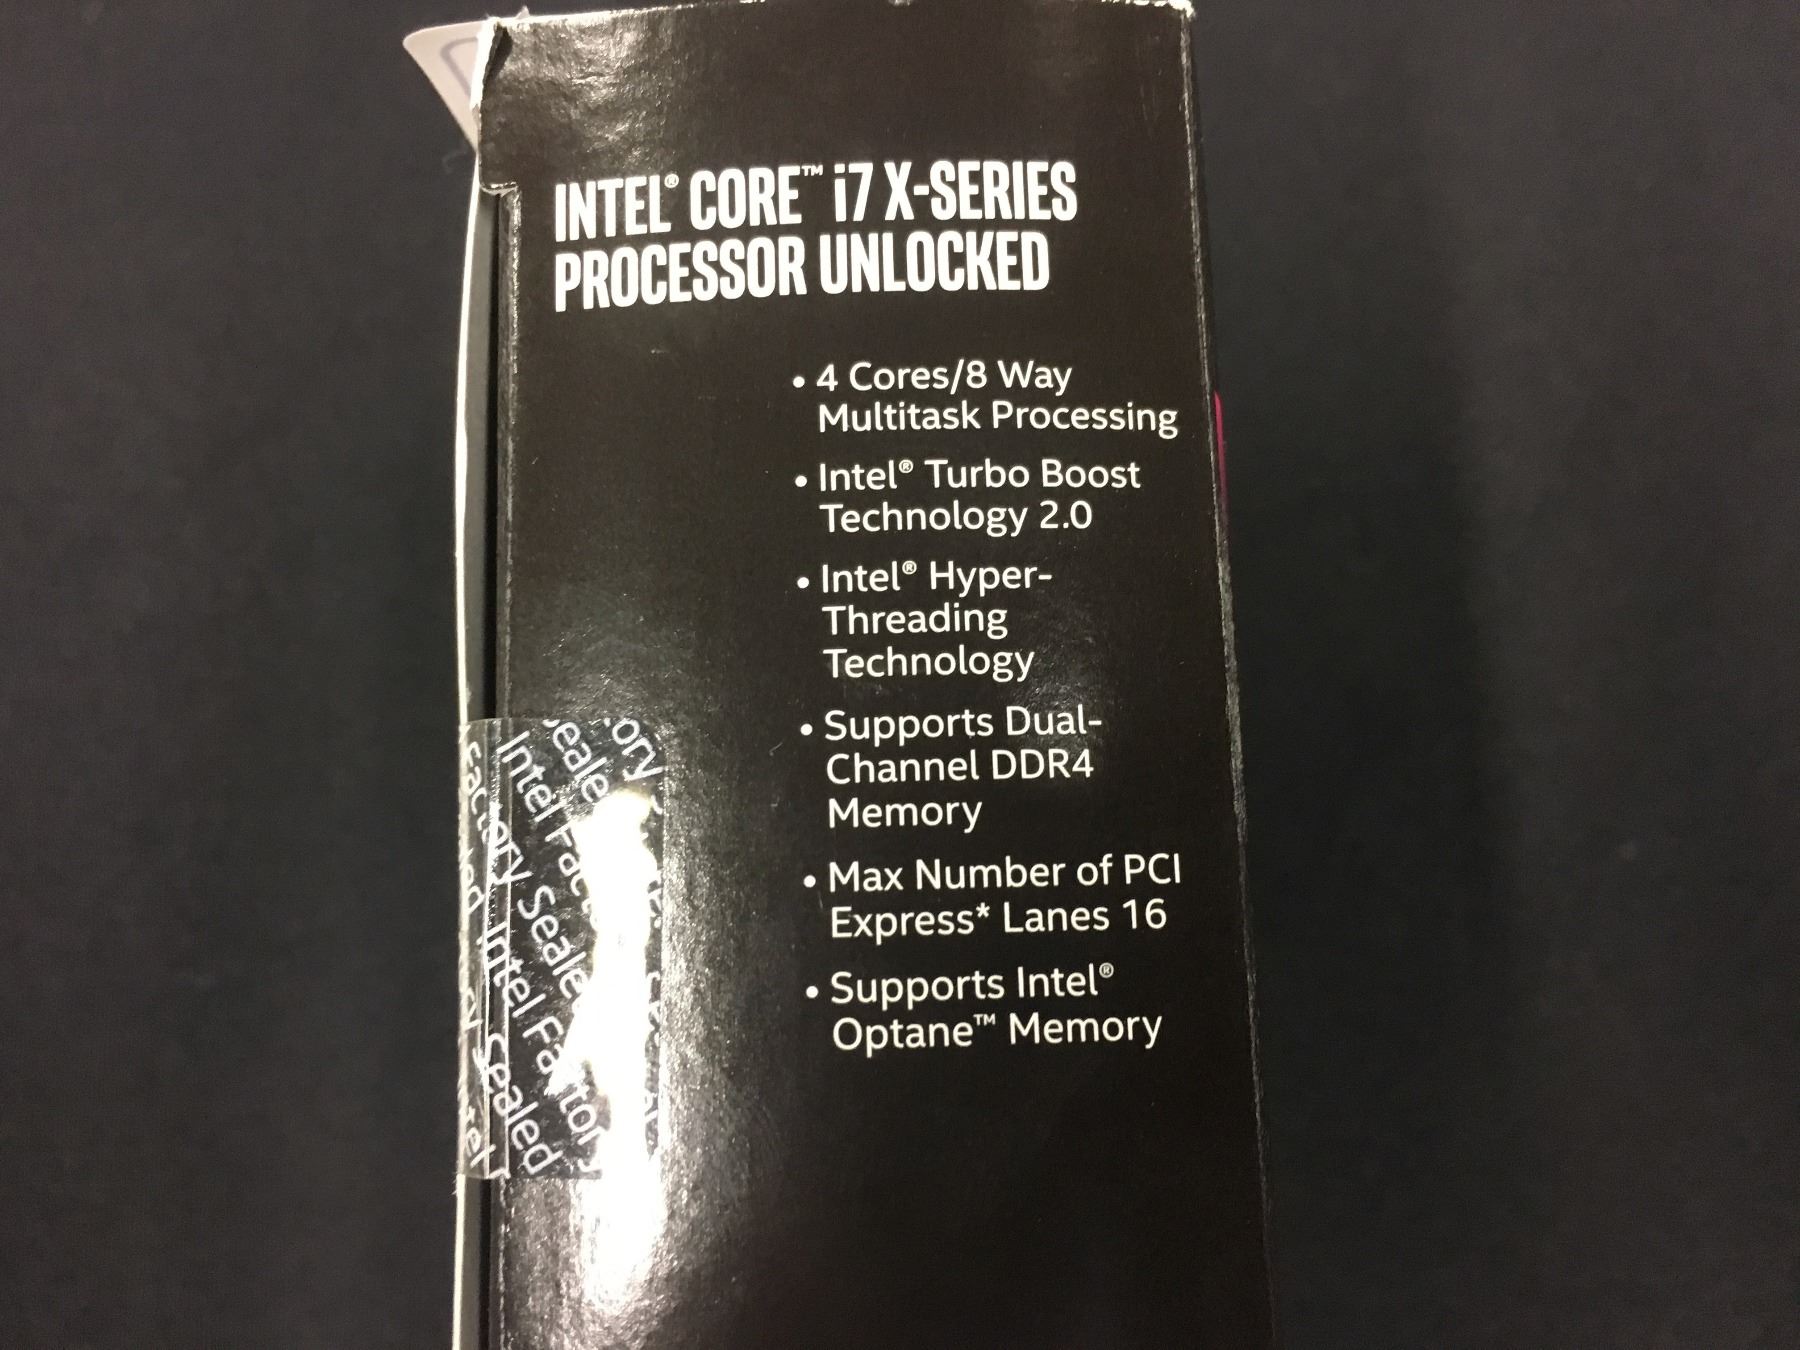 INTEL® CORE™ i7 X-SERIES
PROCESSOR UNLOCKED
• 4 Cores/8 Way
Multitask Processing
• Intel® Turbo Boost
Technology 2.0
• Intel® Hyper-
Threading
Technology
• Supports Dual-
Channel DDR4
Memory
• Max Number of PCI
Express* Lanes 16
• Supports Intel®
Optane™ Memory
Intel
Factory
Intel
Sealed